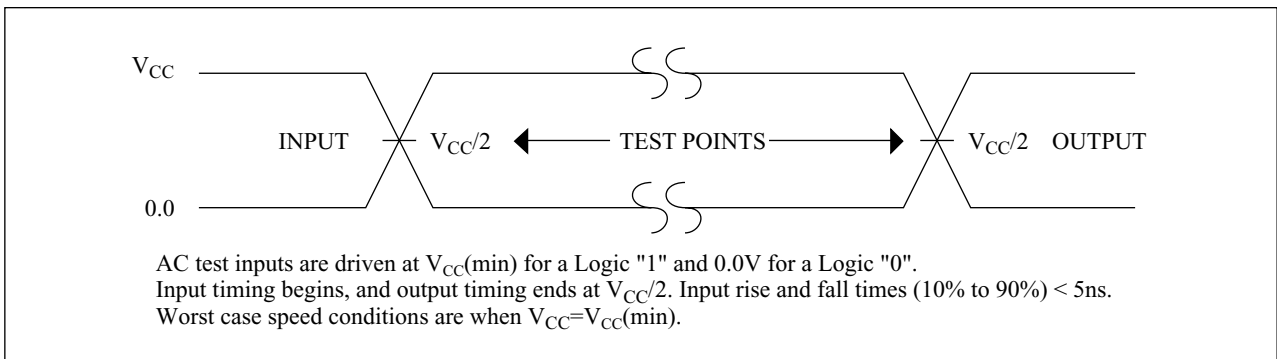 VCC
INPUT VCC/2 TEST POINTS VCC/2 OUTPUT
0.0
AC test inputs are driven at VCC(min) for a Logic "1" and 0.0V for a Logic "0".
Input timing begins, and output timing ends at VCC/2. Input rise and fall times (10% to 90%) < 5ns.
Worst case speed conditions are when VCC=VCC(min).